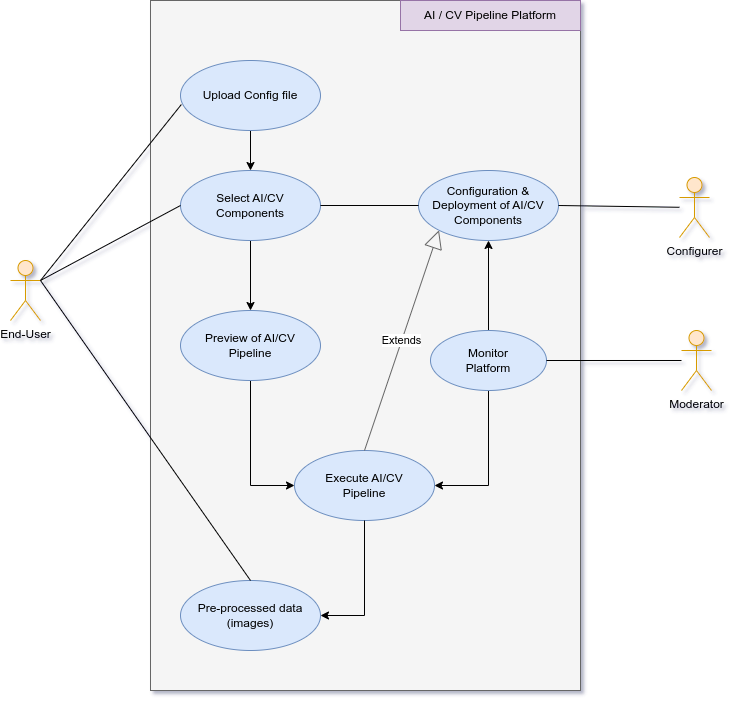 AI / CV Pipeline Platform
Upload Config file
Select AI/CV
Components
Configuration &
Deployment of AI/CV
Components
Configurer
End-User
Preview of AI/CV
Pipeline
Extends
Monitor
Platform
Moderator
Execute AI/CV
Pipeline
Pre-processed data
(images)